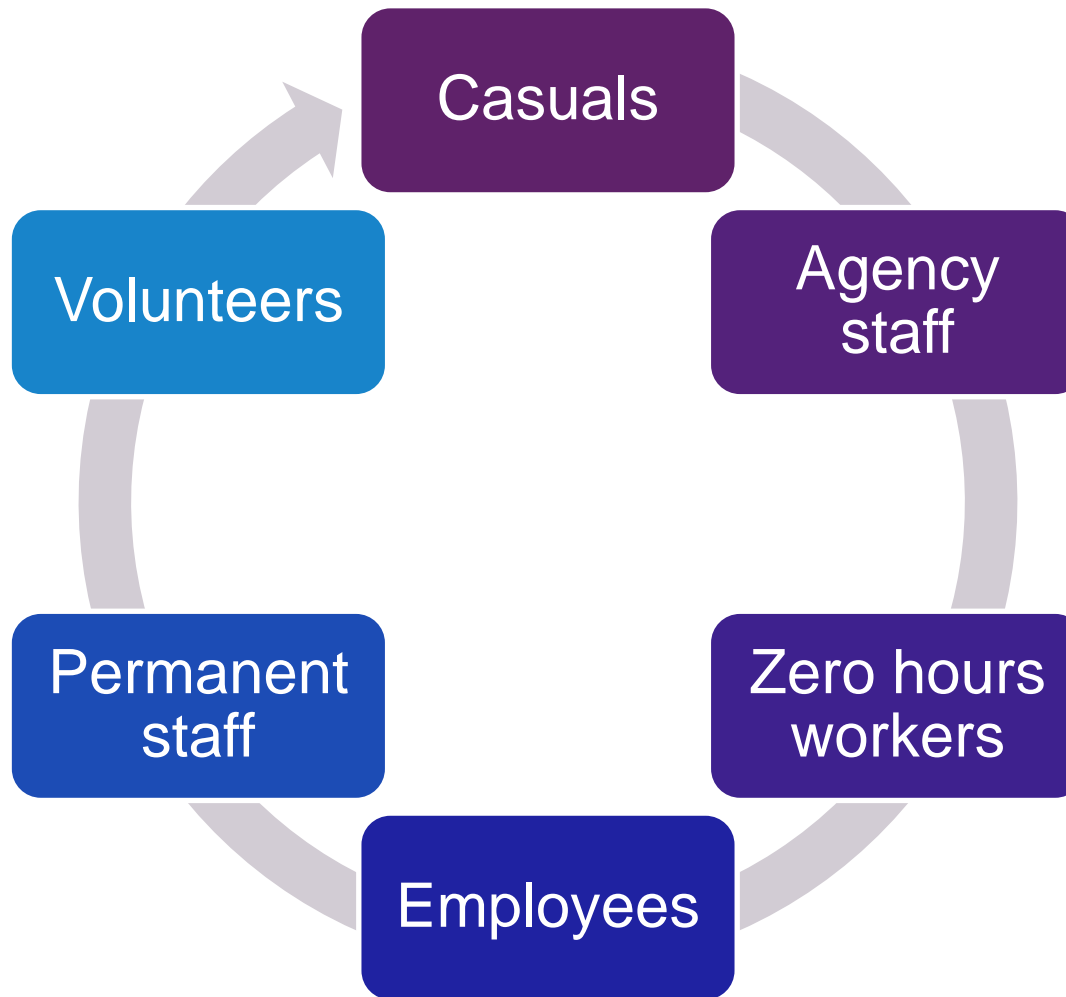 Casuals
Agency
staff
Zero hours
workers
Employees
Permanent
staff
Volunteers